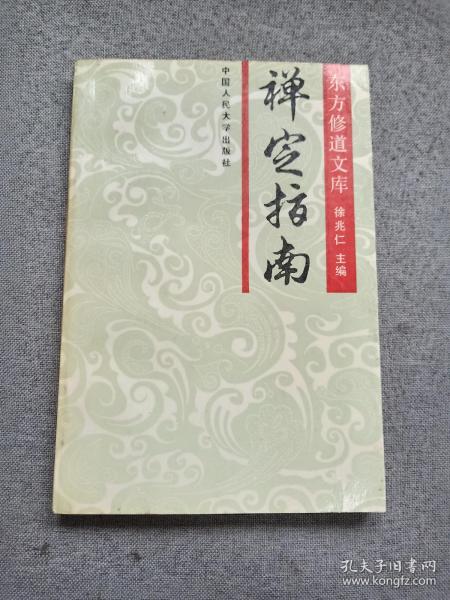 东方修道文库
徐兆仁 主编
禅定指南
中国人民大学出版社
孔夫子旧书网
www.kongfz.com